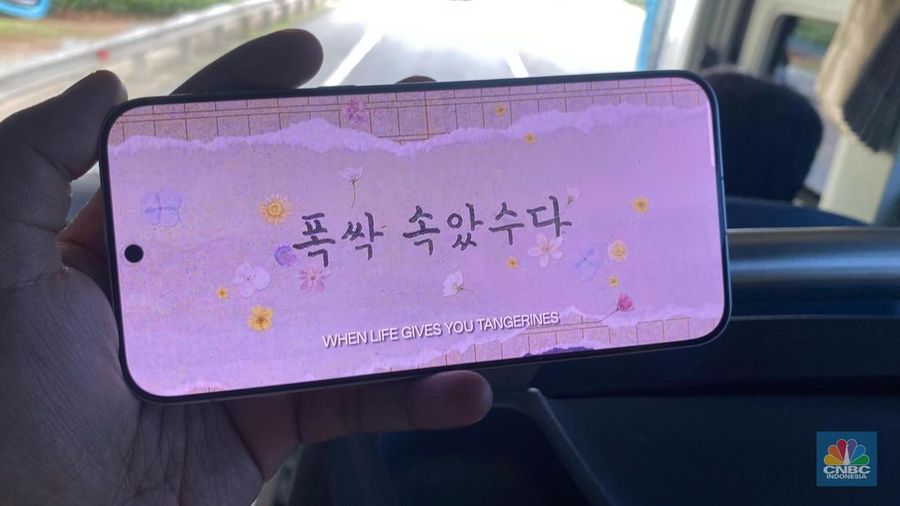 폭싹 속았수다
WHEN LIFE GIVES YOU TANGERINES
CNBC
INDONESIA